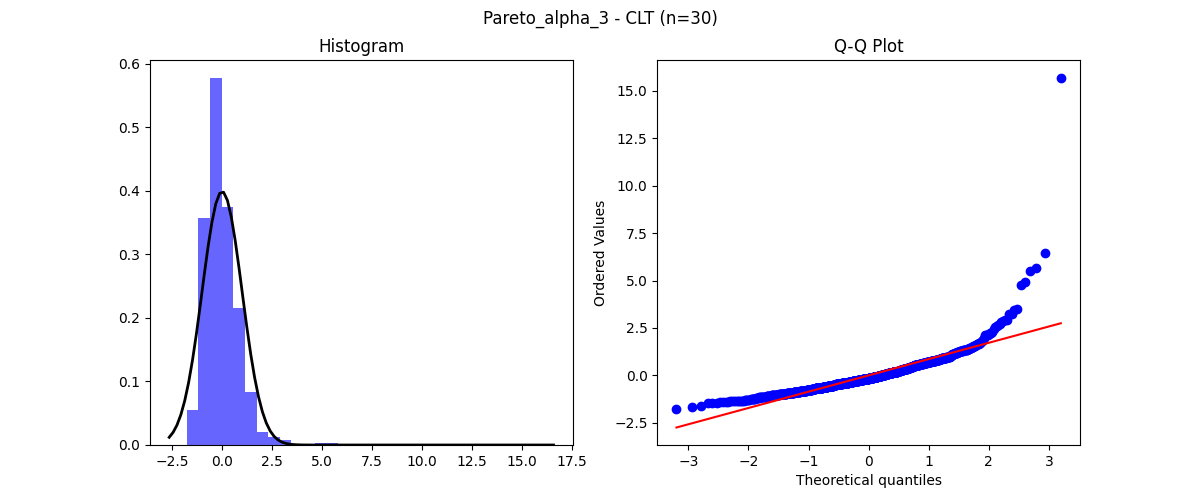 Pareto_alpha_3 - CLT (n=30)
Histogram
0.6
0.5
0.4
0.3
0.2
0.1
0.0
−2.5 0.0 2.5 5.0 7.5 10.0 12.5 15.0 17.5
Q-Q Plot
Ordered Values
15.0
12.5
10.0
7.5
5.0
2.5
0.0
−2.5
−3 −2 −1 0 1 2 3
Theoretical quantiles